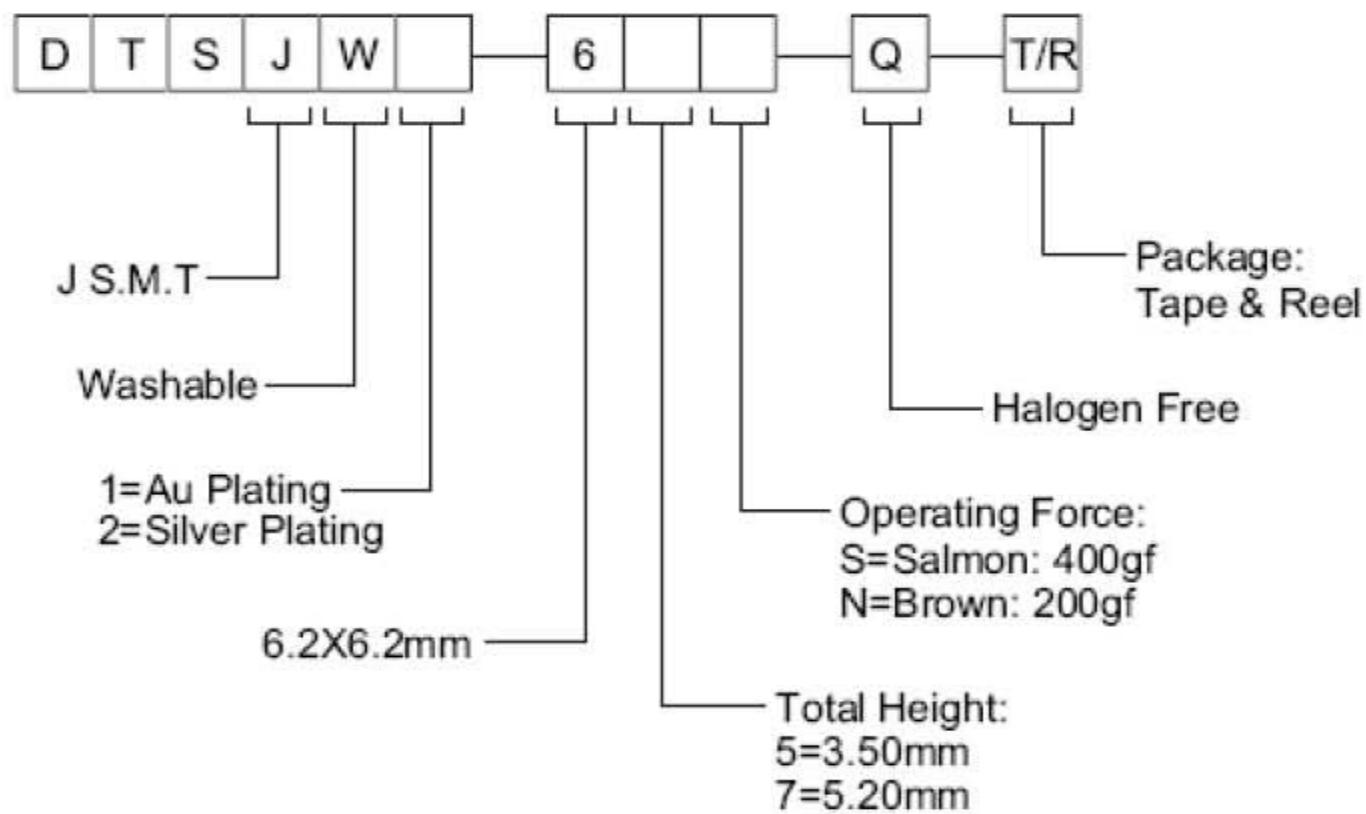 D T S J W 6 Q T/R
J S.M.T
Package:
Tape & Reel
Washable
Halogen Free
1=Au Plating
2=Silver Plating
Operating Force:
S=Salmon: 400gf
N=Brown: 200gf
6.2X6.2mm
Total Height:
5=3.50mm
7=5.20mm